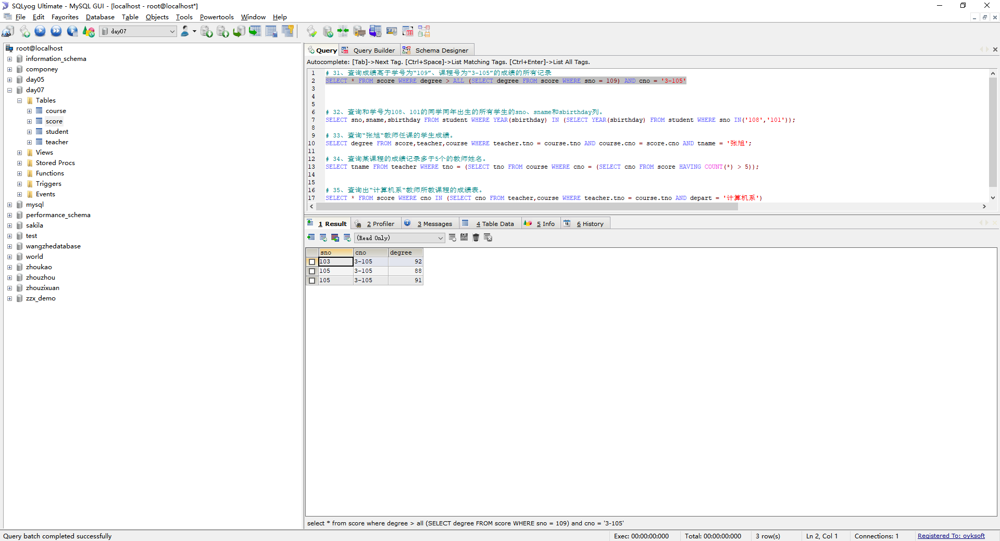 SQLyog Ultimate - MySQL GUI - [localhost - root@localhost*]
File Edit Favorites Database Table Objects Tools Powertools Window Help
day07
root@localhost
information_schema
componey
day05
day07
Tables
course
score
student
teacher
Views
Stored Procs
Functions
Triggers
Events
mysql
performance_schema
sakila
test
wangzhedatabase
world
zhoukao
zhouzhou
zhouzixuan
zzx_demo
Query Query Builder Schema Designer
Autocomplete: [Tab]->Next Tag. [Ctrl+Space]->List Matching Tags. [Ctrl+Enter]->List All Tags.
1 # 31、查询成绩高于学号为“109”、课程号为“3-105”的成绩的所有记录
2 SELECT * FROM score WHERE degree > ALL (SELECT degree FROM score WHERE sno = 109) AND cno = '3-105'
3
4
5
6 # 32、查询和学号为108、101的同学同年出生的所有学生的sno、sname和sbirthday列。
7 SELECT sno,sname,sbirthday FROM student WHERE YEAR(sbirthday) IN (SELECT YEAR(sbirthday) FROM student WHERE sno IN('108','101'));
8
9 # 33、查询“张旭“教师任课的学生成绩。
10 SELECT degree FROM score,teacher,course WHERE teacher.tno = course.tno AND course.cno = score.cno AND tname = '张旭';
11
12 # 34、查询某课程的成绩记录多于5个的教师姓名。
13 SELECT tname FROM teacher WHERE tno = (SELECT tno FROM course WHERE cno = (SELECT cno FROM score HAVING COUNT(*) > 5));
14
15
16 # 35、查询出“计算机系“教师所教课程的成绩表。
17 SELECT * FROM score WHERE cno IN (SELECT cno FROM teacher,course WHERE teacher.tno = course.tno AND depart = '计算机系')
1 Result 2 Profiler 3 Messages 4 Table Data 5 Info 6 History
(Read Only)
sno cno degree
103 3-105 92
105 3-105 88
105 3-105 91
select * from score where degree > all (SELECT degree FROM score WHERE sno = 109) and cno = '3-105'
Query batch completed successfully Exec: 00:00:00:000 Total: 00:00:00:000 3 row(s) Ln 2, Col 1 Connections: 1 Registered To: oyksoft